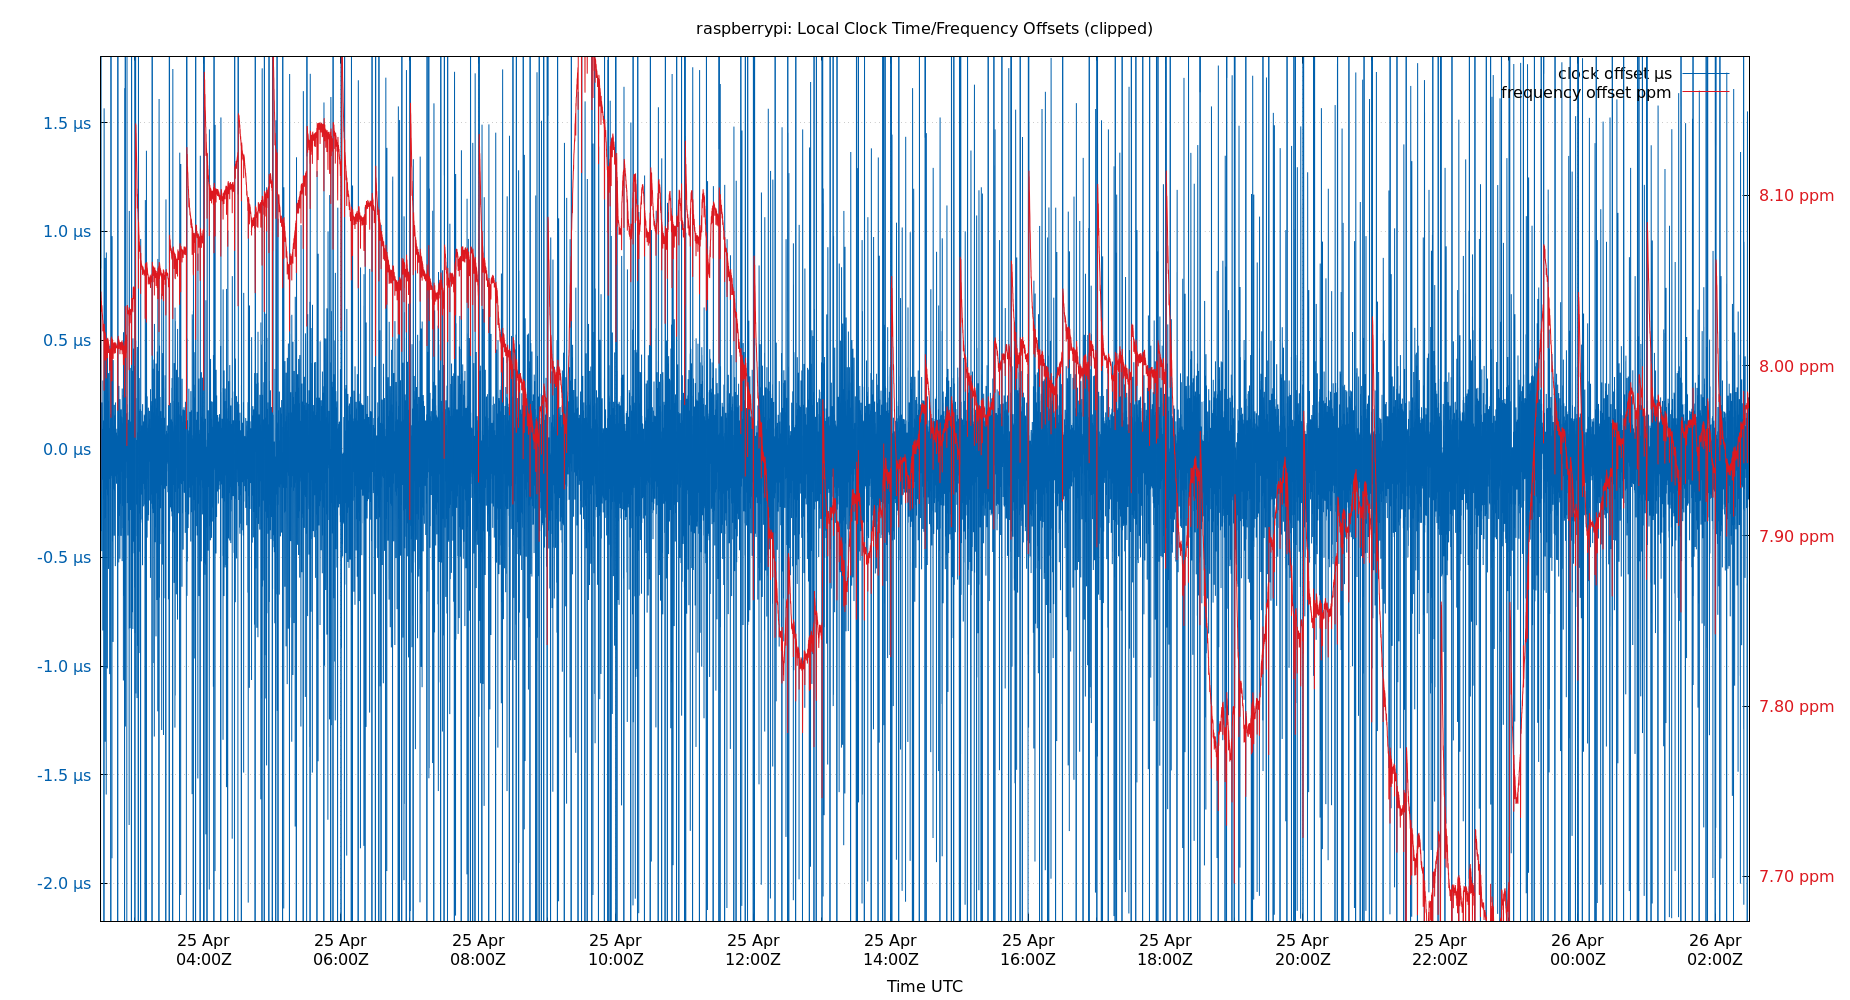 raspberrypi: Local Clock Time/Frequency Offsets (clipped)
clock offset µs
frequency offset ppm
1.5 µs
1.0 µs
0.5 µs
0.0 µs
-0.5 µs
-1.0 µs
-1.5 µs
-2.0 µs
8.10 ppm
8.00 ppm
7.90 ppm
7.80 ppm
7.70 ppm
25 Apr 25 Apr 25 Apr 25 Apr 25 Apr 25 Apr 25 Apr 25 Apr 25 Apr 25 Apr 26 Apr 26 Apr
04:00Z 06:00Z 08:00Z 10:00Z 12:00Z 14:00Z 16:00Z 18:00Z 20:00Z 22:00Z 00:00Z 02:00Z
Time UTC